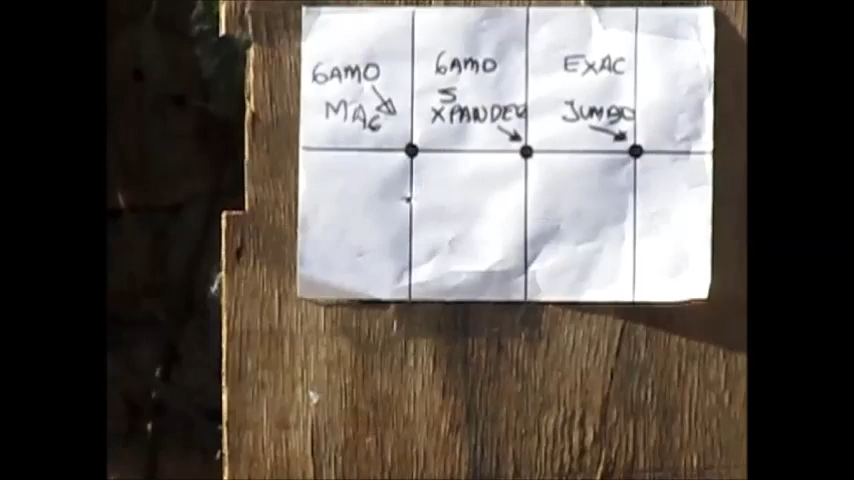 GAMO
MAG
GAMO
S
XPANDER
EXAC
JUMBO